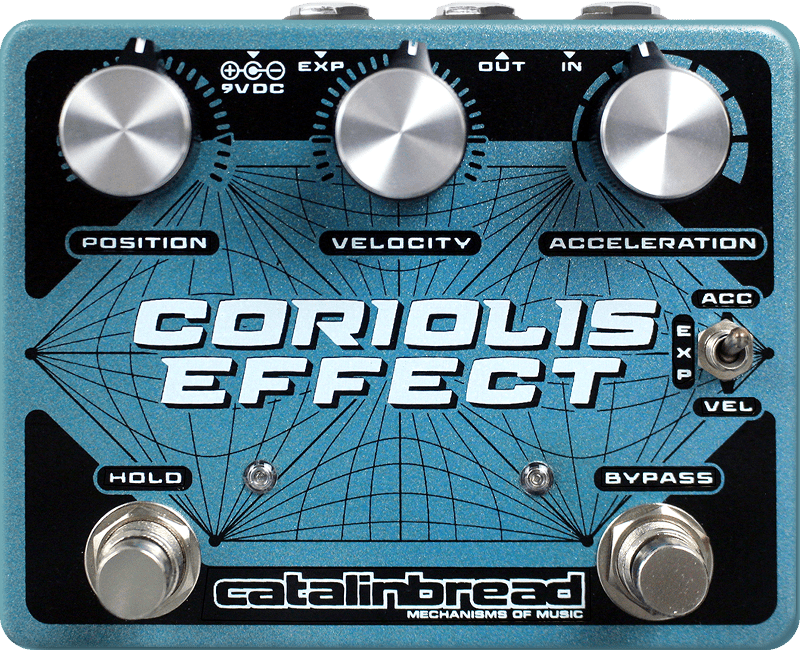 EXP OUT IN
9VDC
POSITION VELOCITY ACCELERATION
CORIOLIS
EFFECT
ACC
EXP
VEL
HOLD BYPASS
catalinbread
MECHANISMS OF MUSIC